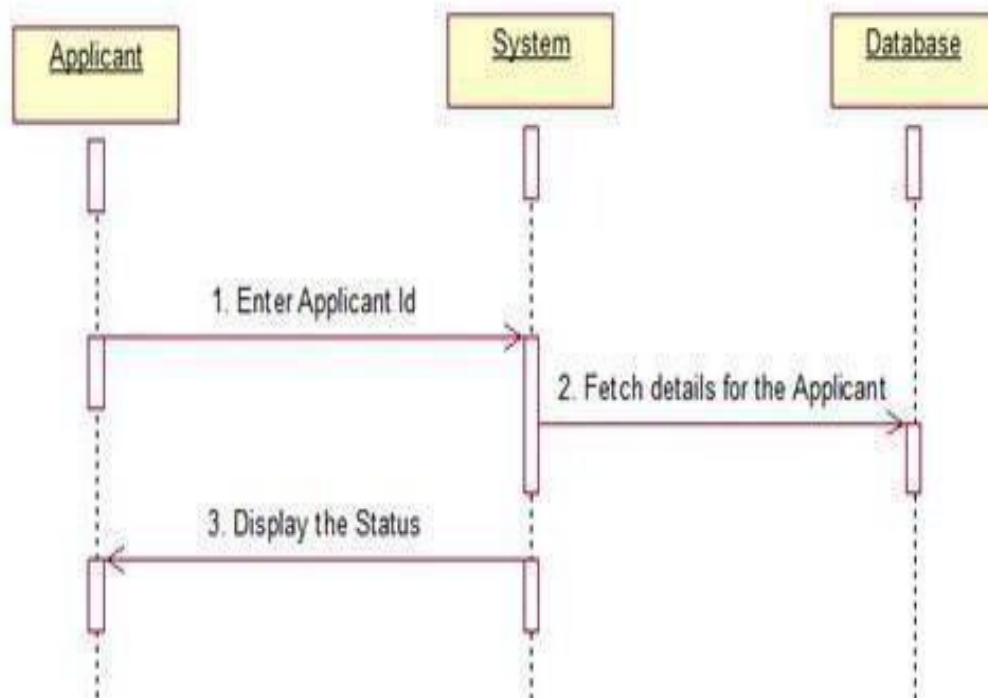 Applicant
System
Database
1. Enter Applicant Id
2. Fetch details for the Applicant
3. Display the Status